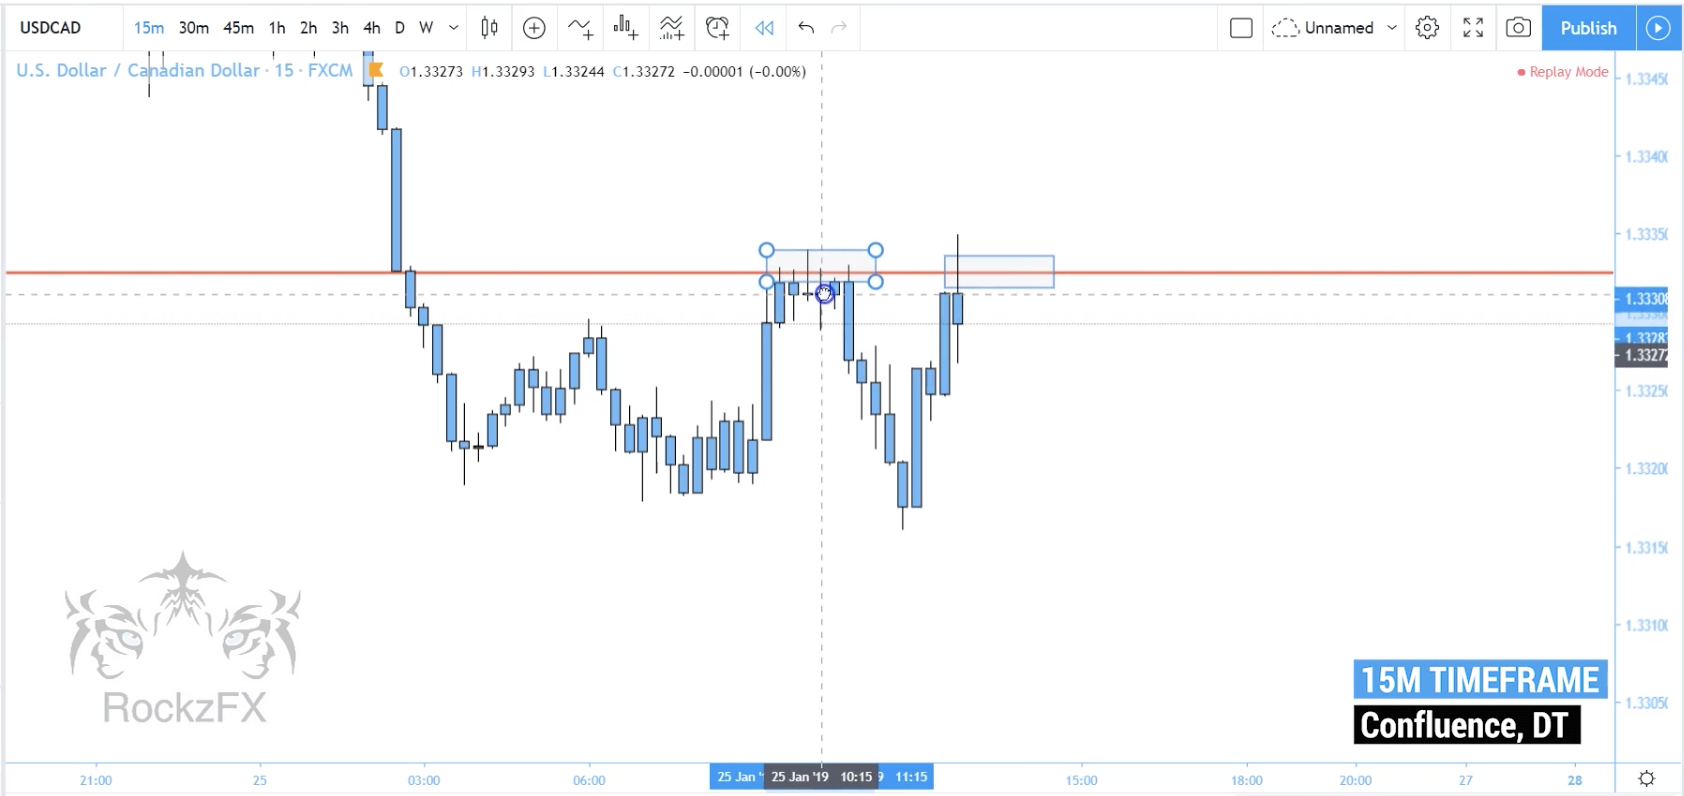 USDCAD 15m 30m 45m 1h 2h 3h 4h D W Unnamed Publish
U.S. Dollar / Canadian Dollar · 15 · FXCM O1.33273 H1.33293 L1.33244 C1.33272 −0.00001 (−0.00%) Replay Mode
1.3345
1.3340
1.3335
1.3330
1.3327
1.3325
1.3320
1.3315
1.3310
1.3305
RockzFX
15M TIMEFRAME
Confluence, DT
21:00 25 03:00 06:00 25 Jan 25 Jan '19 10:15 11:15 15:00 18:00 20:00 27 28